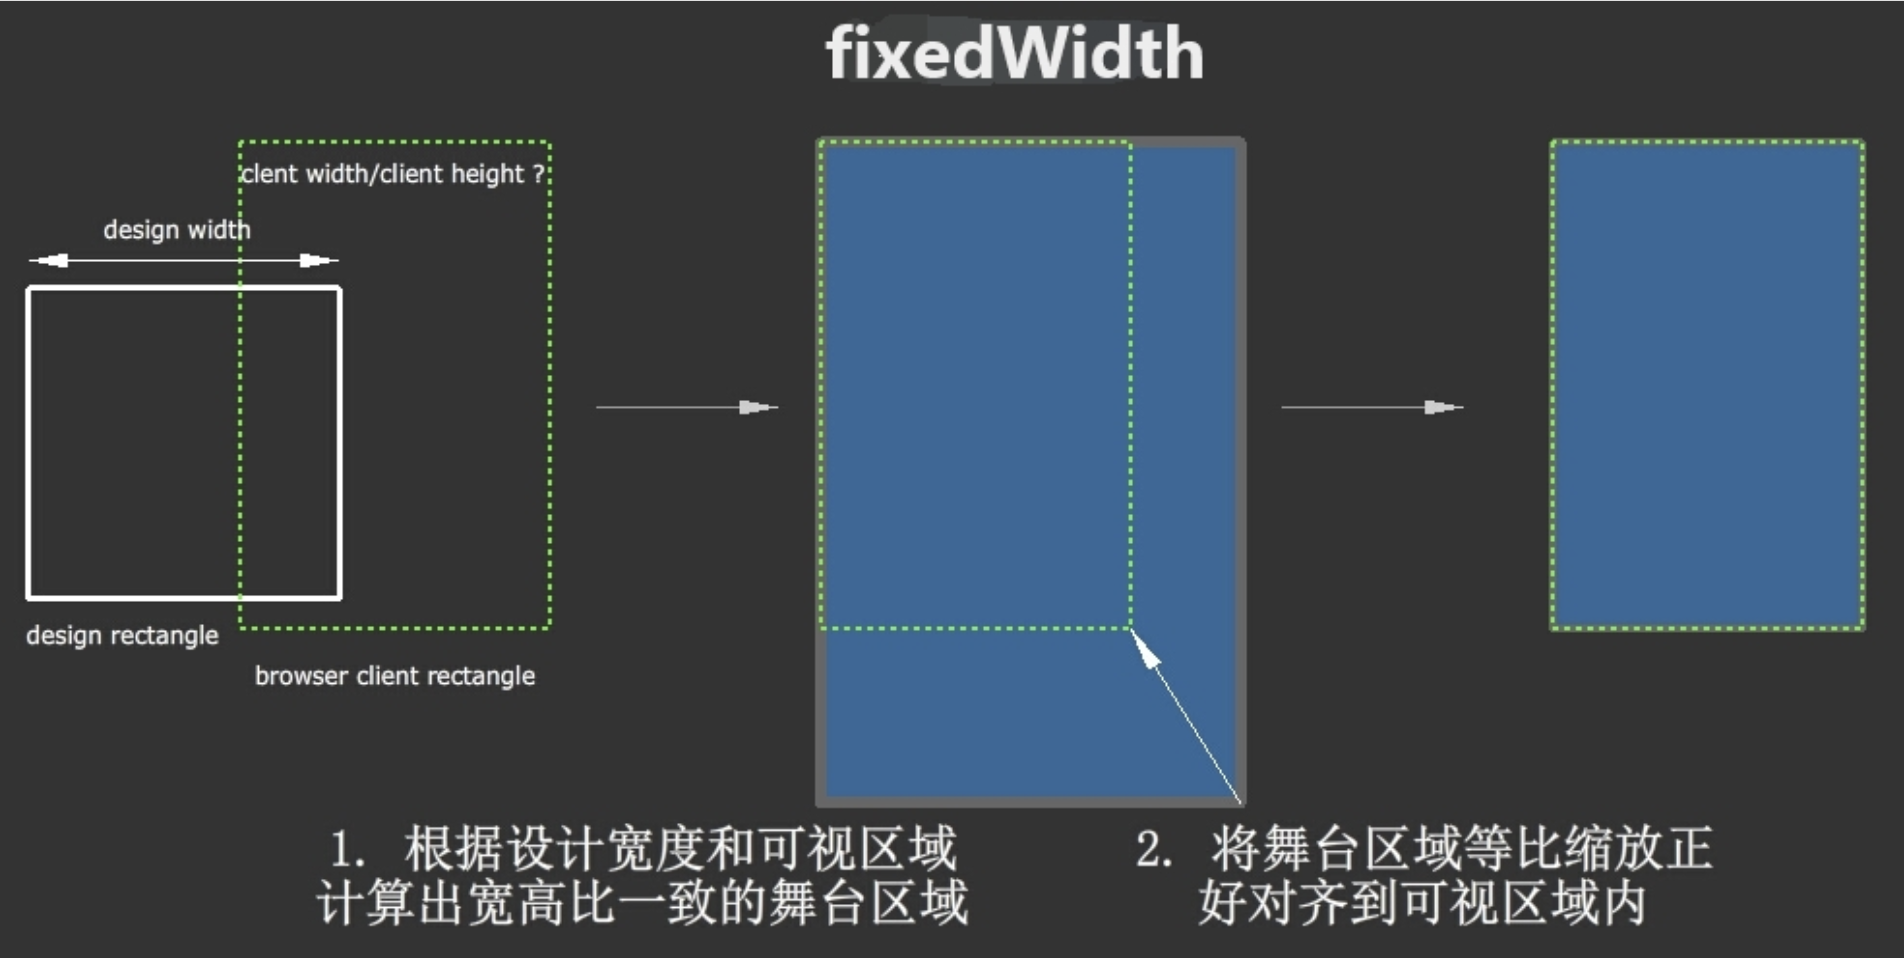 fixedWidth
clent width/client height ?
design width
design rectangle
browser client rectangle
1. 根据设计宽度和可视区域
计算出宽高比一致的舞台区域
2. 将舞台区域等比缩放正
好对齐到可视区域内